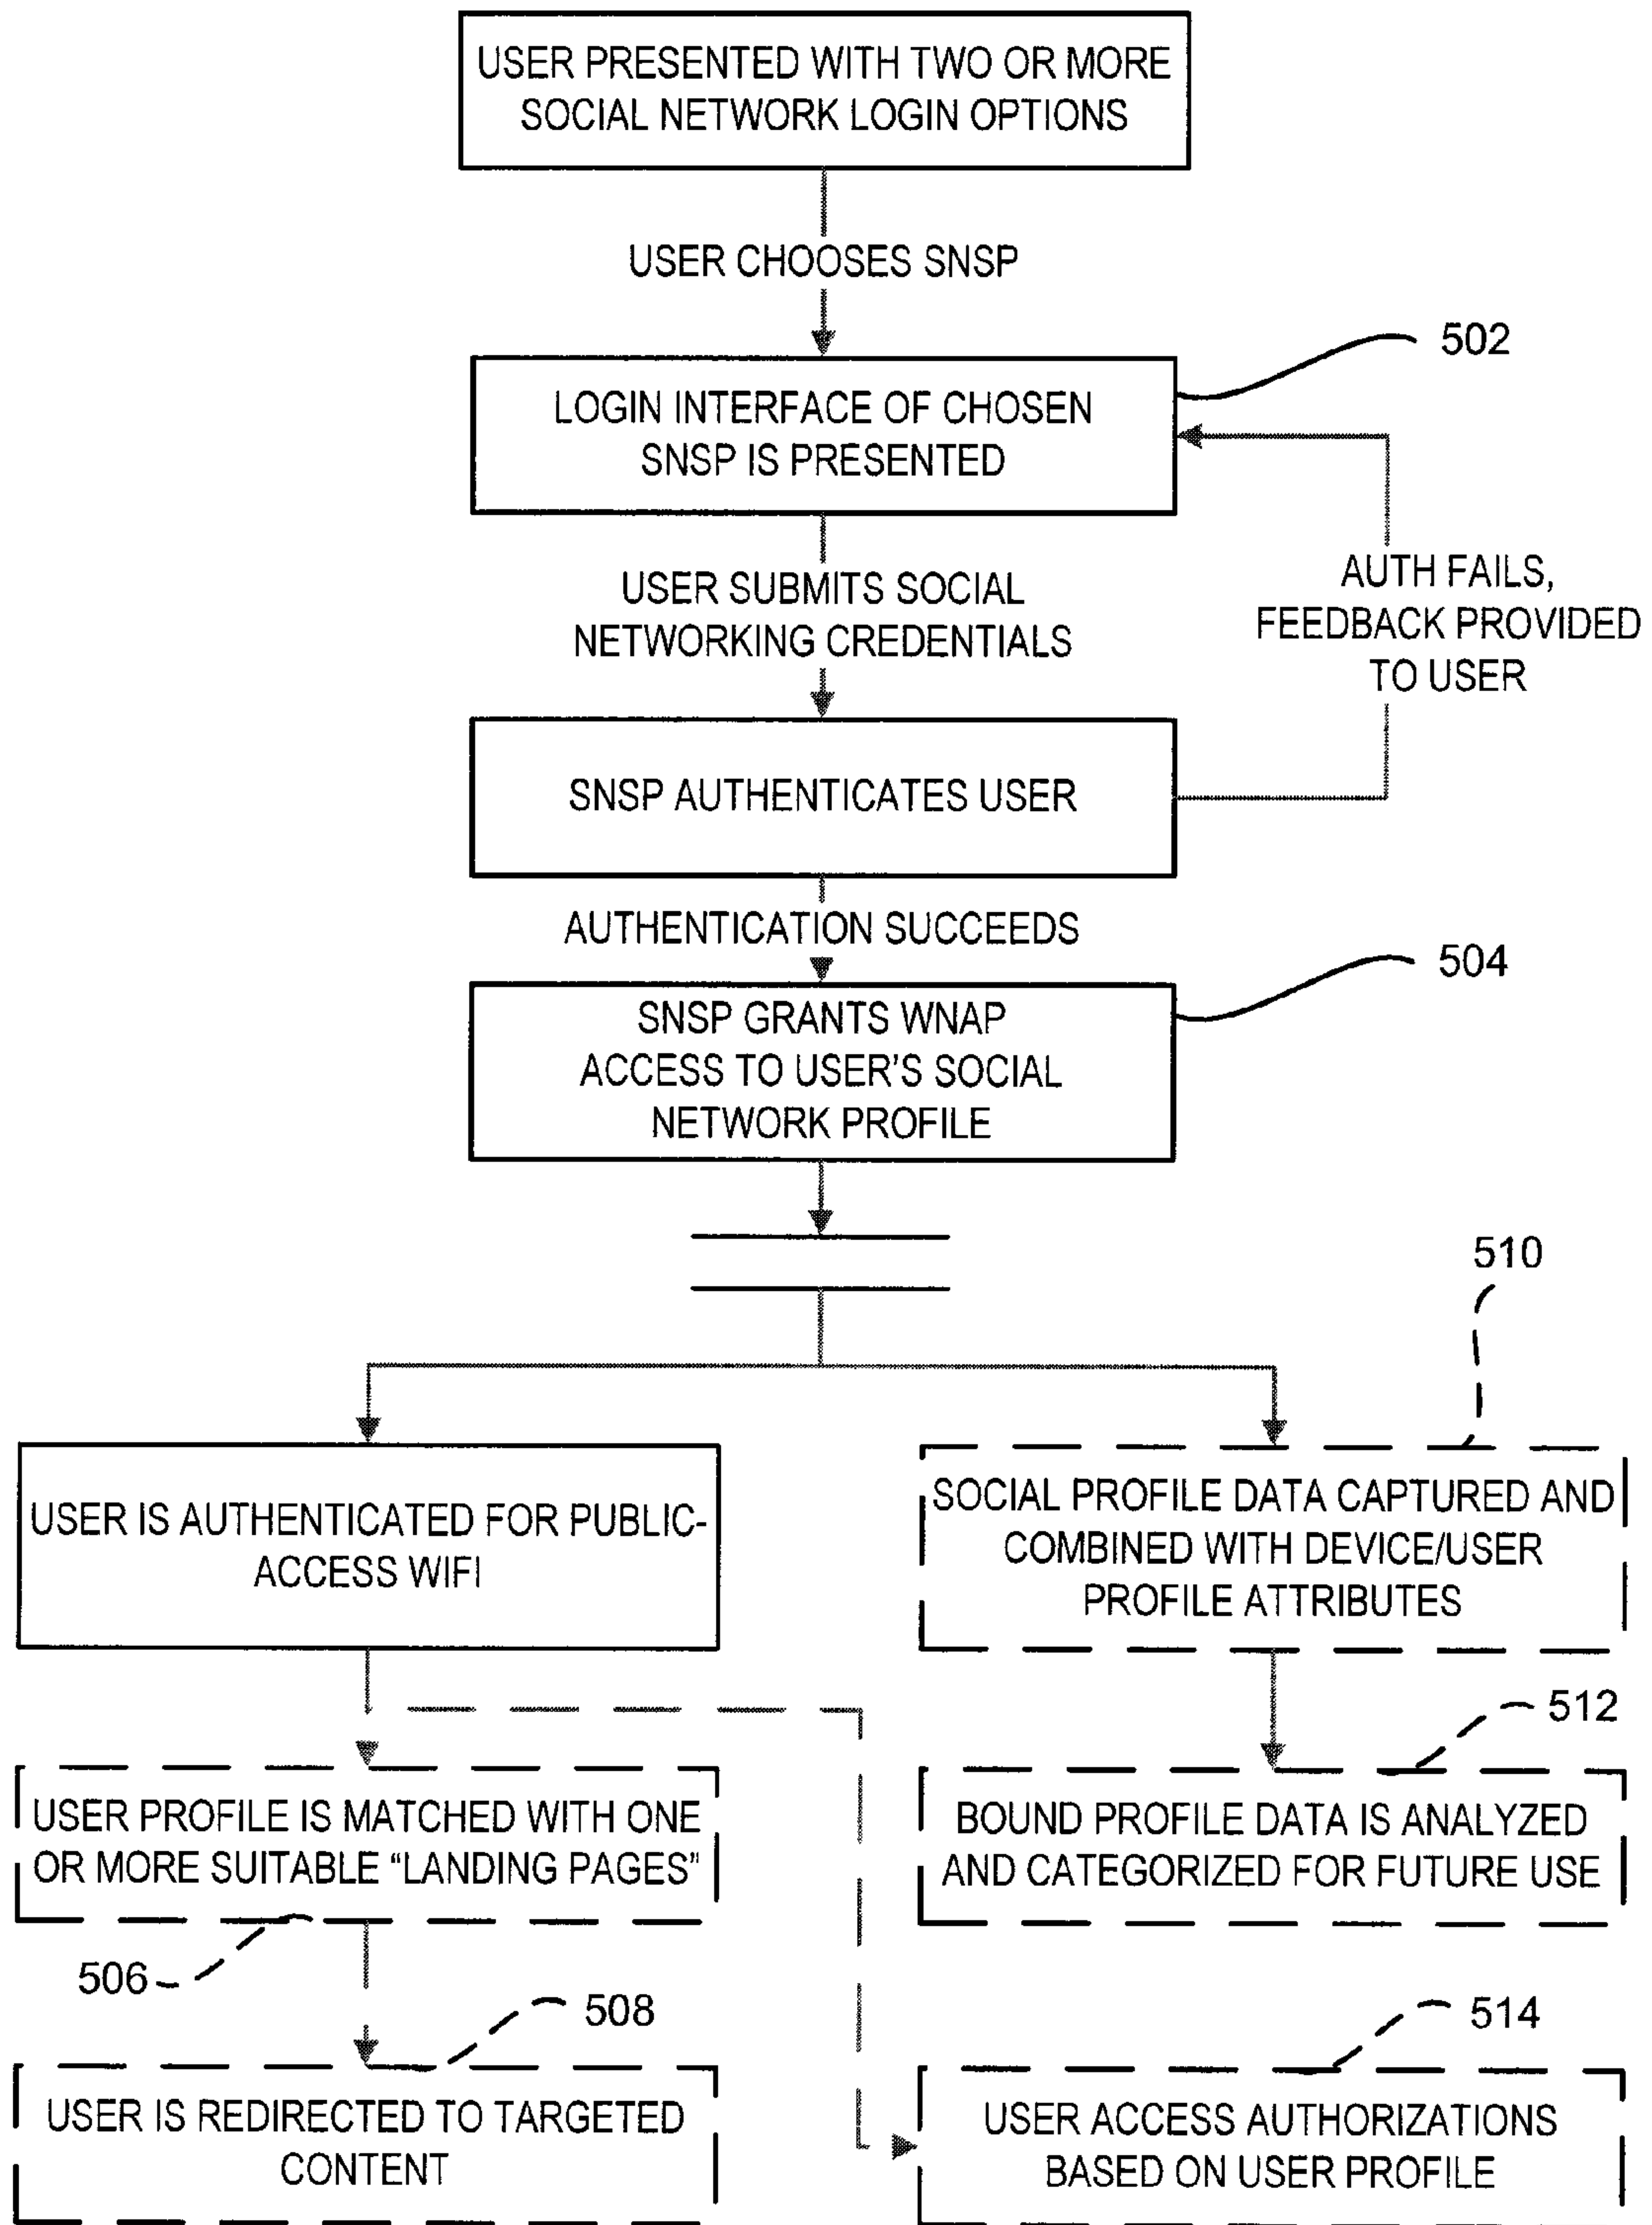 USER PRESENTED WITH TWO OR MORE
SOCIAL NETWORK LOGIN OPTIONS
USER CHOOSES SNSP
502
LOGIN INTERFACE OF CHOSEN
SNSP IS PRESENTED
USER SUBMITS SOCIAL
NETWORKING CREDENTIALS
AUTH FAILS,
FEEDBACK PROVIDED
TO USER
SNSP AUTHENTICATES USER
AUTHENTICATION SUCCEEDS
504
SNSP GRANTS WNAP
ACCESS TO USER'S SOCIAL
NETWORK PROFILE
510
USER IS AUTHENTICATED FOR PUBLIC-
ACCESS WIFI
SOCIAL PROFILE DATA CAPTURED AND
COMBINED WITH DEVICE/USER
PROFILE ATTRIBUTES
512
USER PROFILE IS MATCHED WITH ONE
OR MORE SUITABLE “LANDING PAGES”
BOUND PROFILE DATA IS ANALYZED
AND CATEGORIZED FOR FUTURE USE
506
508
514
USER IS REDIRECTED TO TARGETED
CONTENT
USER ACCESS AUTHORIZATIONS
BASED ON USER PROFILE